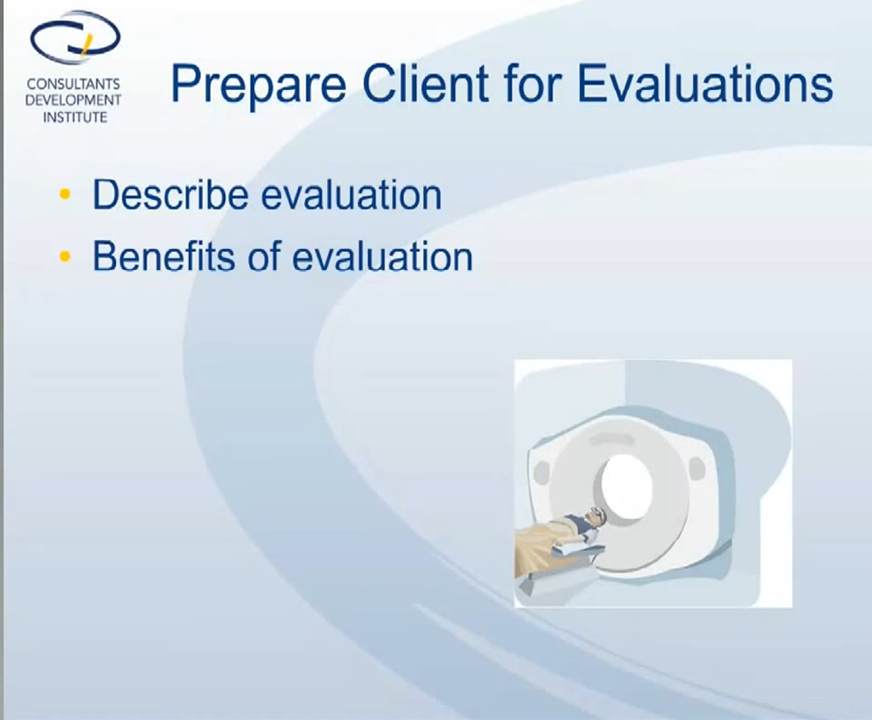 CONSULTANTS
DEVELOPMENT
INSTITUTE
Prepare Client for Evaluations
• Describe evaluation
• Benefits of evaluation